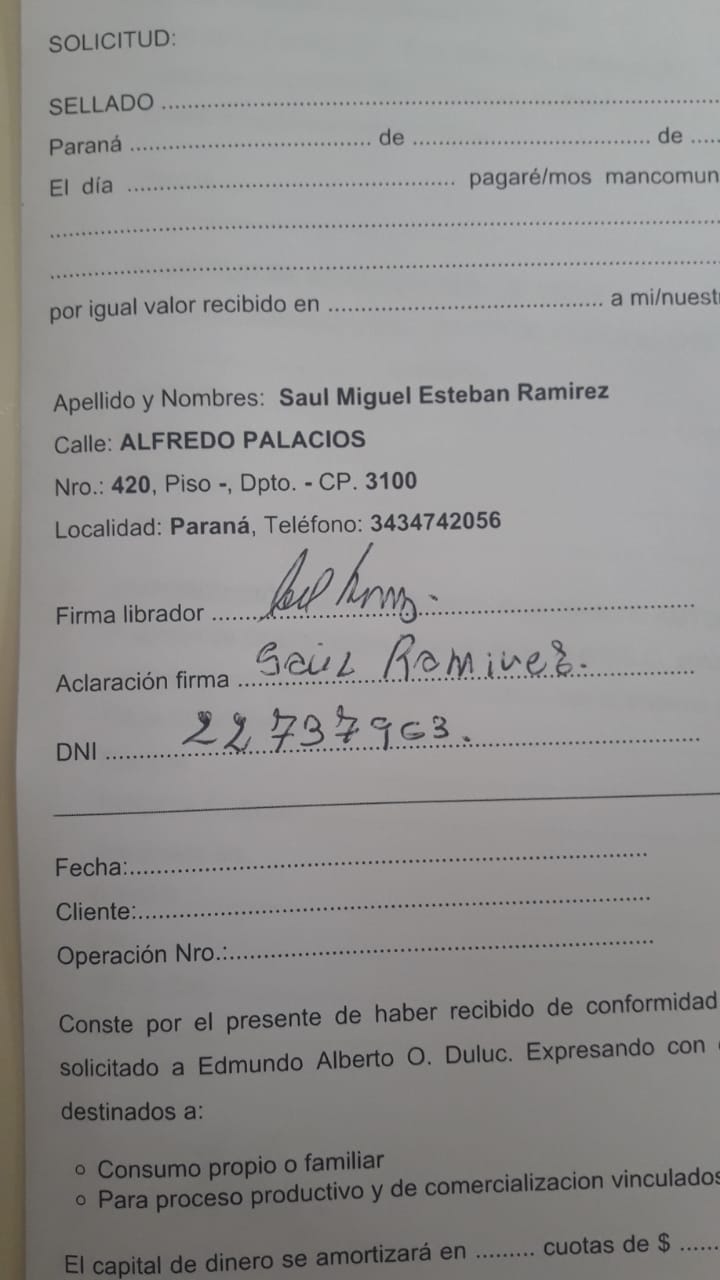 SOLICITUD:
SELLADO ........................................
Paraná .............................. de .............................. de .....
El día ........................................ pagaré/mos mancomun
........................................
........................................
por igual valor recibido en .............................. a mi/nuest
Apellido y Nombres: Saul Miguel Esteban Ramirez
Calle: ALFREDO PALACIOS
Nro.: 420, Piso -, Dpto. - CP. 3100
Localidad: Paraná, Teléfono: 3434742056
Firma librador ..............................
Aclaración firma Saúl Ramirez.
DNI 22737963.
Fecha:..............................
Cliente:..............................
Operación Nro.:..............................
Conste por el presente de haber recibido de conformidad
solicitado a Edmundo Alberto O. Duluc. Expresando con
destinados a:
○ Consumo propio o familiar
○ Para proceso productivo y de comercializacion vinculados
El capital de dinero se amortizará en ......... cuotas de $ ......